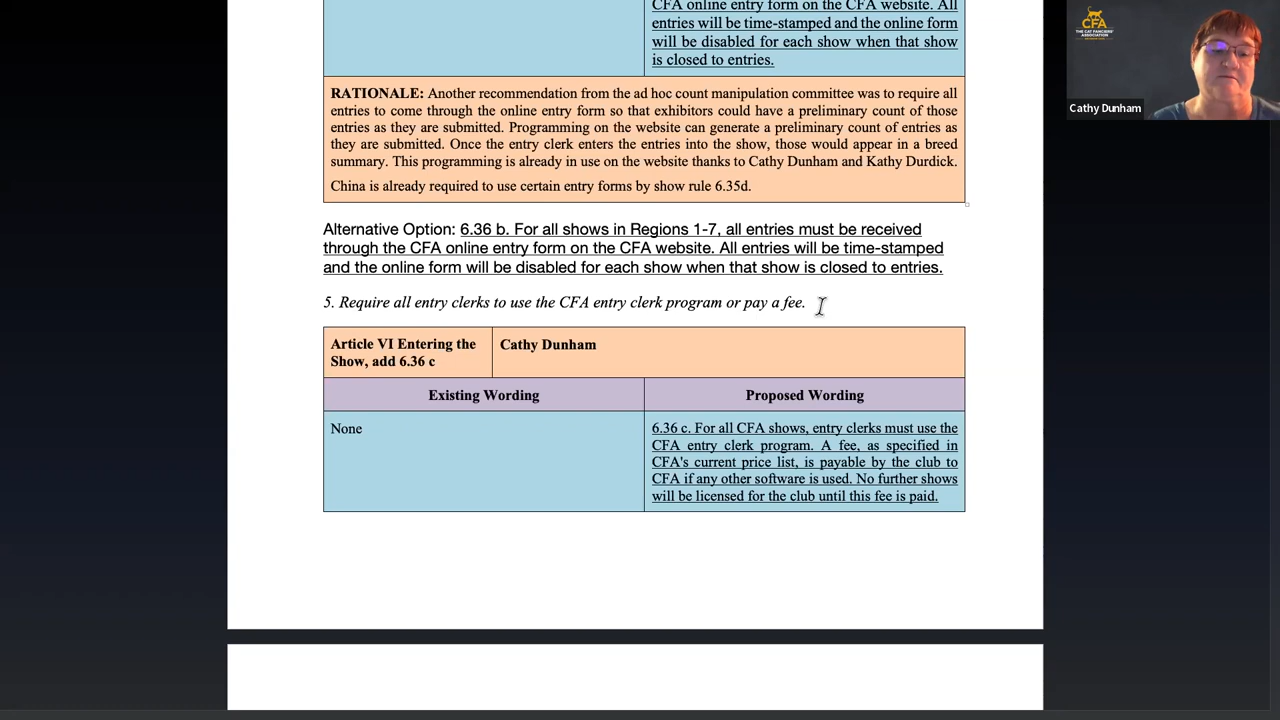 CFA online entry form on the CFA website. All
entries will be time-stamped and the online form
will be disabled for each show when that show
is closed to entries.
RATIONALE: Another recommendation from the ad hoc count manipulation committee was to require all
entries to come through the online entry form so that exhibitors could have a preliminary count of those
entries as they are submitted. Programming on the website can generate a preliminary count of entries as
they are submitted. Once the entry clerk enters the entries into the show, those would appear in a breed
summary. This programming is already in use on the website thanks to Cathy Dunham and Kathy Durdick.
China is already required to use certain entry forms by show rule 6.35d.
Alternative Option: 6.36 b. For all shows in Regions 1-7, all entries must be received
through the CFA online entry form on the CFA website. All entries will be time-stamped
and the online form will be disabled for each show when that show is closed to entries.
5. Require all entry clerks to use the CFA entry clerk program or pay a fee.
Article VI Entering the
Show, add 6.36 c
Cathy Dunham
Existing Wording
Proposed Wording
None
6.36 c. For all CFA shows, entry clerks must use the
CFA entry clerk program. A fee, as specified in
CFA's current price list, is payable by the club to
CFA if any other software is used. No further shows
will be licensed for the club until this fee is paid.
CFA
THE CAT FANCIERS'
ASSOCIATION
Cathy Dunham